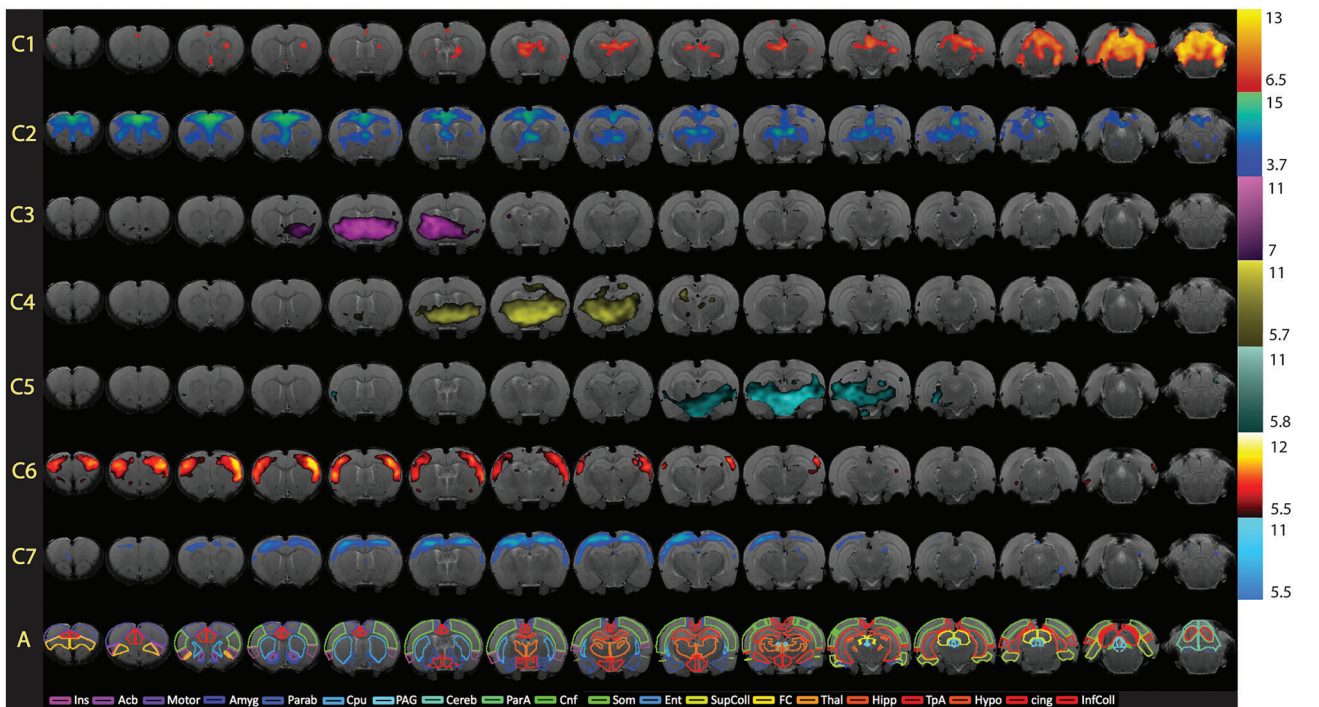 C1
13
6.5
C2
15
3.7
C3
11
7
C4
11
5.7
C5
11
5.8
C6
12
5.5
C7
11
5.5
A
Ins Acb Motor Amyg Parab Cpu PAG Cereb ParA Cnf Som Ent SupColl FC Thal Hipp TpA Hypo cing InfColl